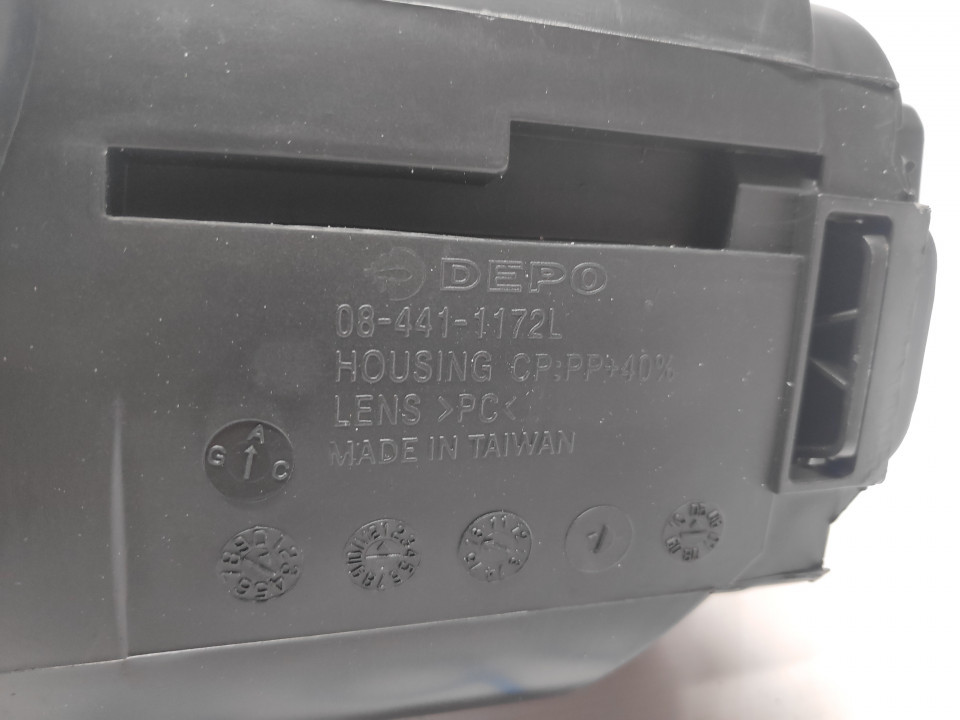 DEPO
08-441-1172L
HOUSING CP:PP+40%
LENS >PC<
MADE IN TAIWAN
A
G C